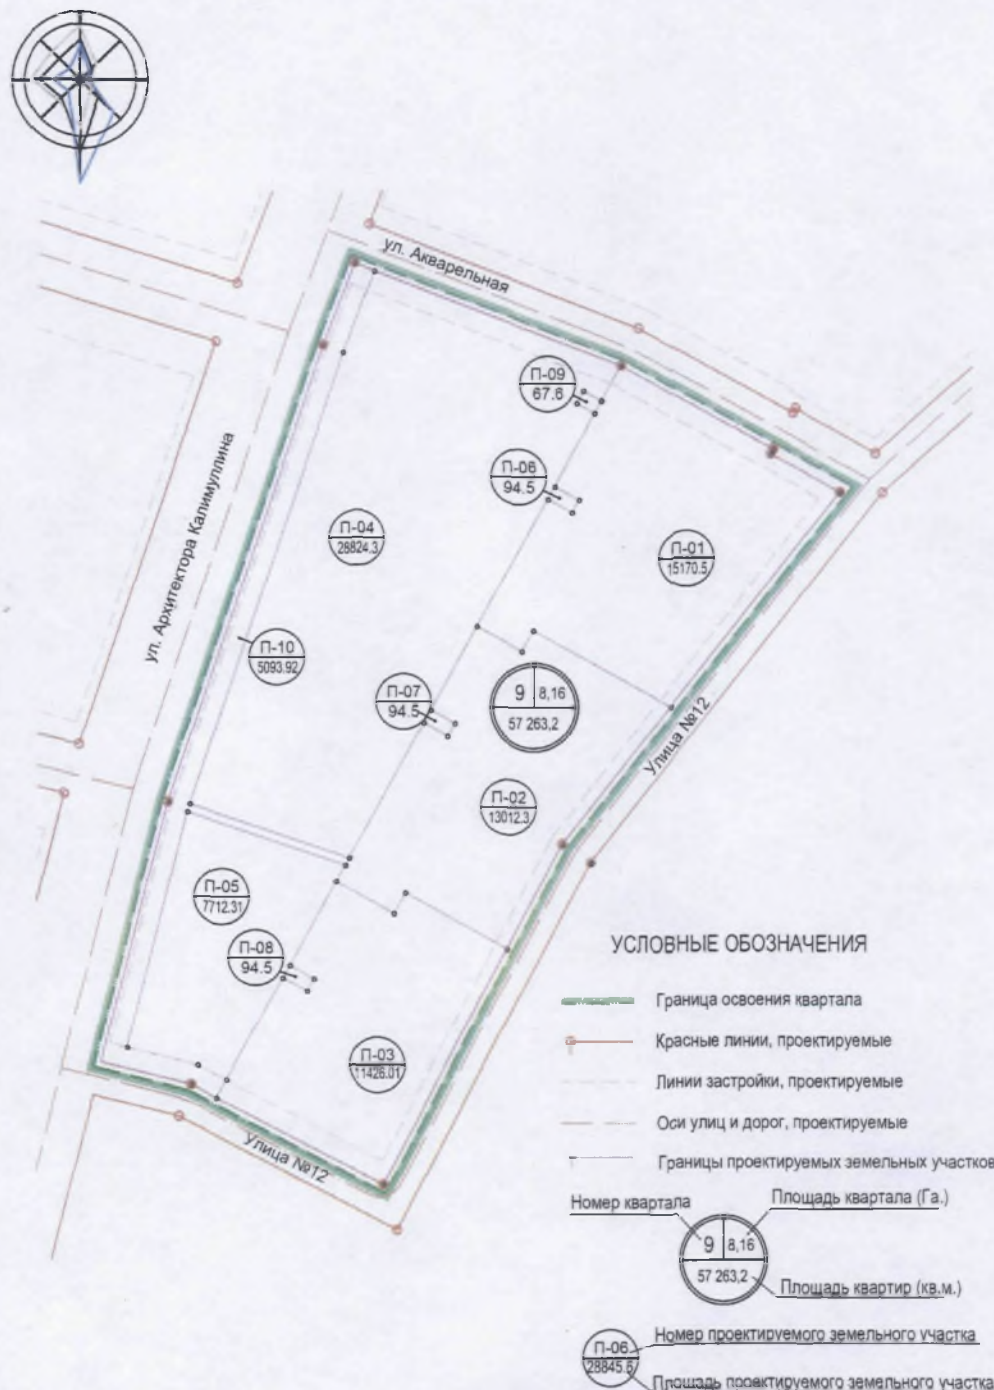 ул. Акварельная
П-09
67.6
П-06
94.5
П-04
28824.3
П-01
15170.5
ул. Архитектора Калимуллина
П-10
5093.92
П-07
94.5
9 8,16
57 263,2
Улица №12
П-02
13012.3
П-05
7712.31
П-08
94.5
П-03
11426.01
Улица №12
УСЛОВНЫЕ ОБОЗНАЧЕНИЯ
Граница освоения квартала
Красные линии, проектируемые
Линии застройки, проектируемые
Оси улиц и дорог, проектируемые
Границы проектируемых земельных участков
Номер квартала
Площадь квартала (Га.)
9 8,16
57 263,2
Площадь квартир (кв.м.)
Номер проектируемого земельного участка
П-06
28845.6
Площадь проектируемого земельного участка